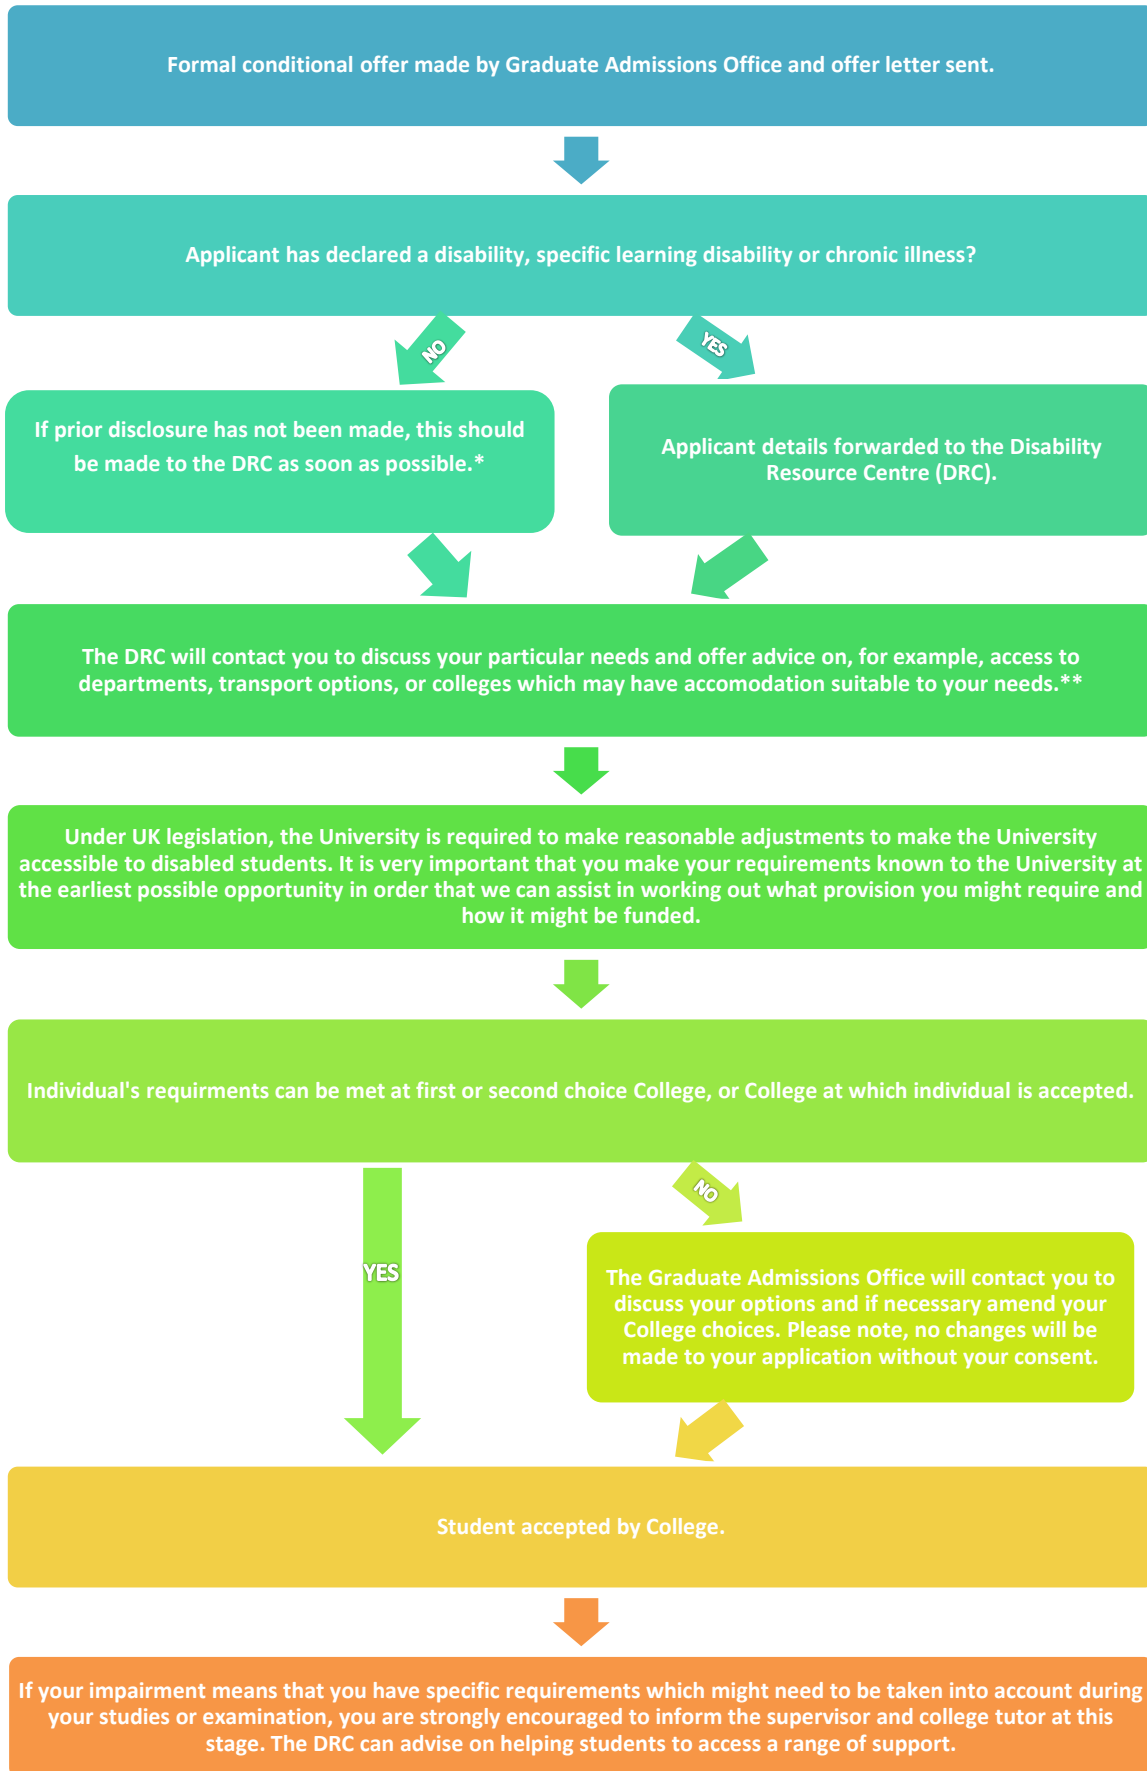 Formal conditional offer made by Graduate Admissions Office and offer letter sent.
Applicant has declared a disability, specific learning disability or chronic illness?
NO
YES
If prior disclosure has not been made, this should
be made to the DRC as soon as possible.*
Applicant details forwarded to the Disability
Resource Centre (DRC).
The DRC will contact you to discuss your particular needs and offer advice on, for example, access to
departments, transport options, or colleges which may have accomodation suitable to your needs.**
Under UK legislation, the University is required to make reasonable adjustments to make the University
accessible to disabled students. It is very important that you make your requirements known to the University at
the earliest possible opportunity in order that we can assist in working out what provision you might require and
how it might be funded.
Individual's requirments can be met at first or second choice College, or College at which individual is accepted.
NO
YES
The Graduate Admissions Office will contact you to
discuss your options and if necessary amend your
College choices. Please note, no changes will be
made to your application without your consent.
Student accepted by College.
If your impairment means that you have specific requirements which might need to be taken into account during
your studies or examination, you are strongly encouraged to inform the supervisor and college tutor at this
stage. The DRC can advise on helping students to access a range of support.